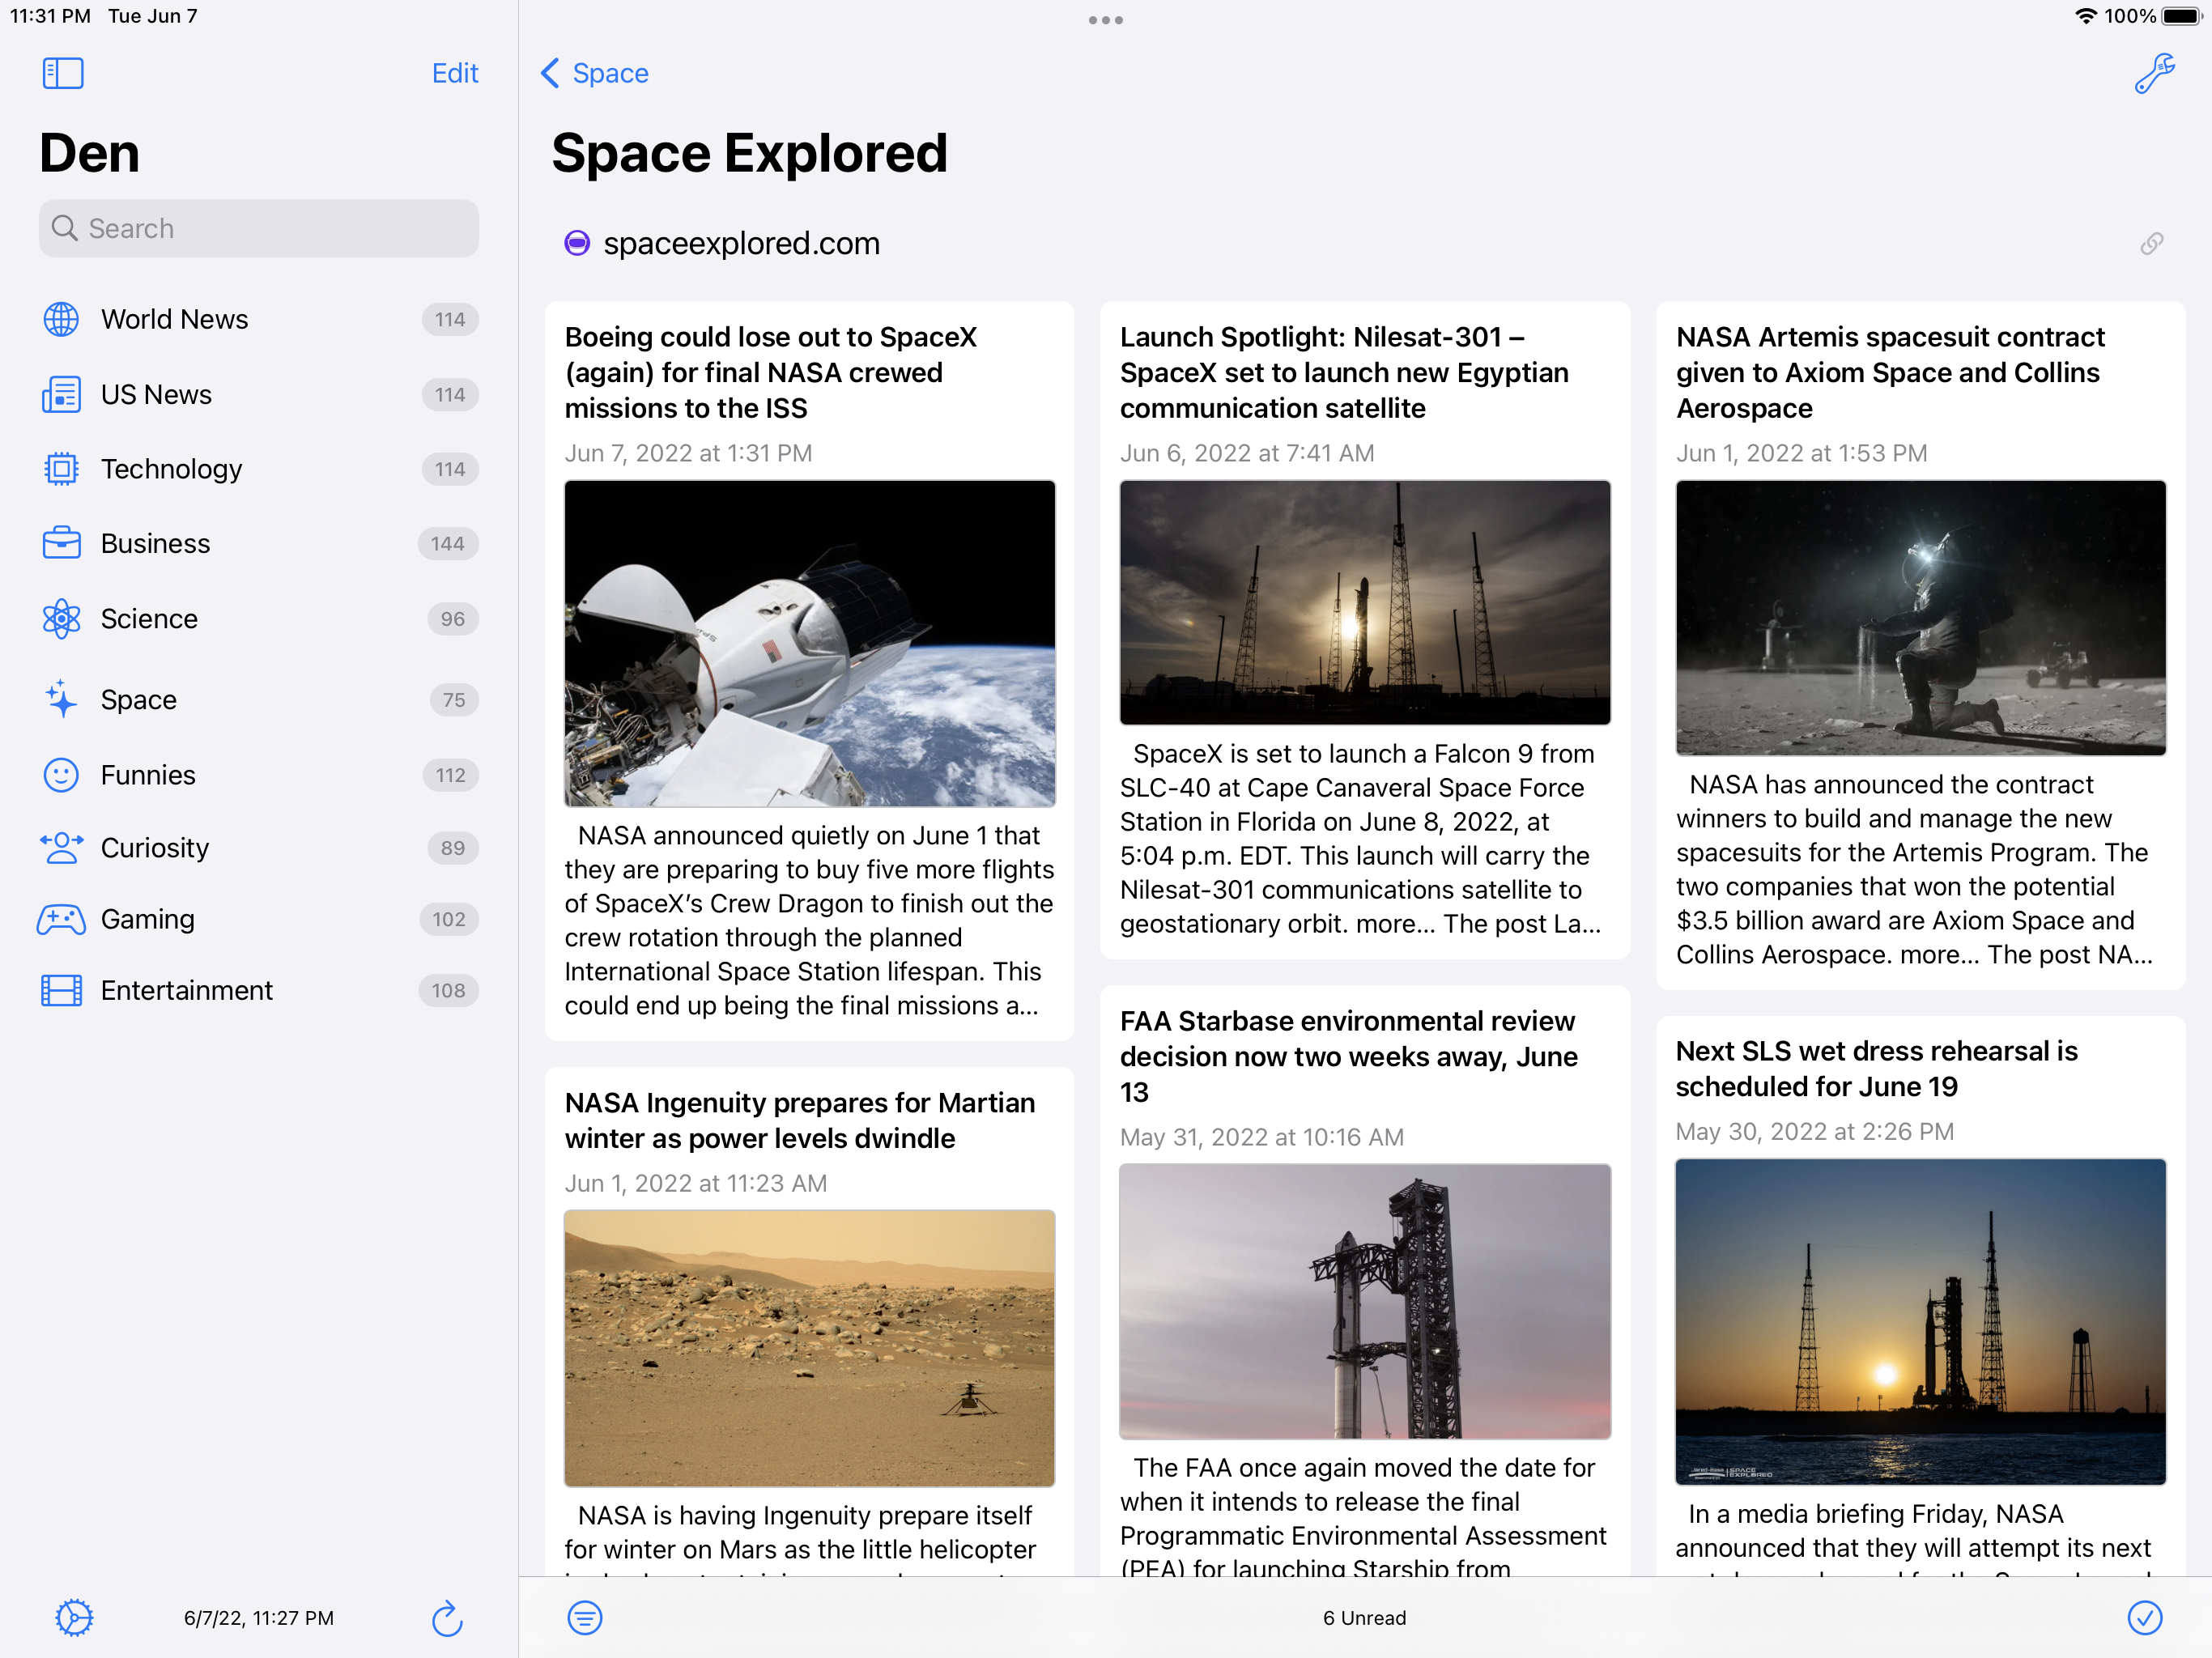 11:31 PM Tue Jun 7
100%
Edit
Den
Search
World News 114
US News 114
Technology 114
Business 144
Science 96
Space 75
Funnies 112
Curiosity 89
Gaming 102
Entertainment 108
6/7/22, 11:27 PM
Space
Space Explored
spaceexplored.com
Boeing could lose out to SpaceX
(again) for final NASA crewed
missions to the ISS
Jun 7, 2022 at 1:31 PM
NASA announced quietly on June 1 that
they are preparing to buy five more flights
of SpaceX’s Crew Dragon to finish out the
crew rotation through the planned
International Space Station lifespan. This
could end up being the final missions a...
NASA Ingenuity prepares for Martian
winter as power levels dwindle
Jun 1, 2022 at 11:23 AM
NASA is having Ingenuity prepare itself
for winter on Mars as the little helicopter
Launch Spotlight: Nilesat-301 –
SpaceX set to launch new Egyptian
communication satellite
Jun 6, 2022 at 7:41 AM
SpaceX is set to launch a Falcon 9 from
SLC-40 at Cape Canaveral Space Force
Station in Florida on June 8, 2022, at
5:04 p.m. EDT. This launch will carry the
Nilesat-301 communications satellite to
geostationary orbit. more... The post La...
FAA Starbase environmental review
decision now two weeks away, June
13
May 31, 2022 at 10:16 AM
The FAA once again moved the date for
when it intends to release the final
Programmatic Environmental Assessment
(PEA) for launching Starship from
NASA Artemis spacesuit contract
given to Axiom Space and Collins
Aerospace
Jun 1, 2022 at 1:53 PM
NASA has announced the contract
winners to build and manage the new
spacesuits for the Artemis Program. The
two companies that won the potential
$3.5 billion award are Axiom Space and
Collins Aerospace. more... The post NA...
Next SLS wet dress rehearsal is
scheduled for June 19
May 30, 2022 at 2:26 PM
SPACE
EXPLORED
In a media briefing Friday, NASA
announced that they will attempt its next
6 Unread